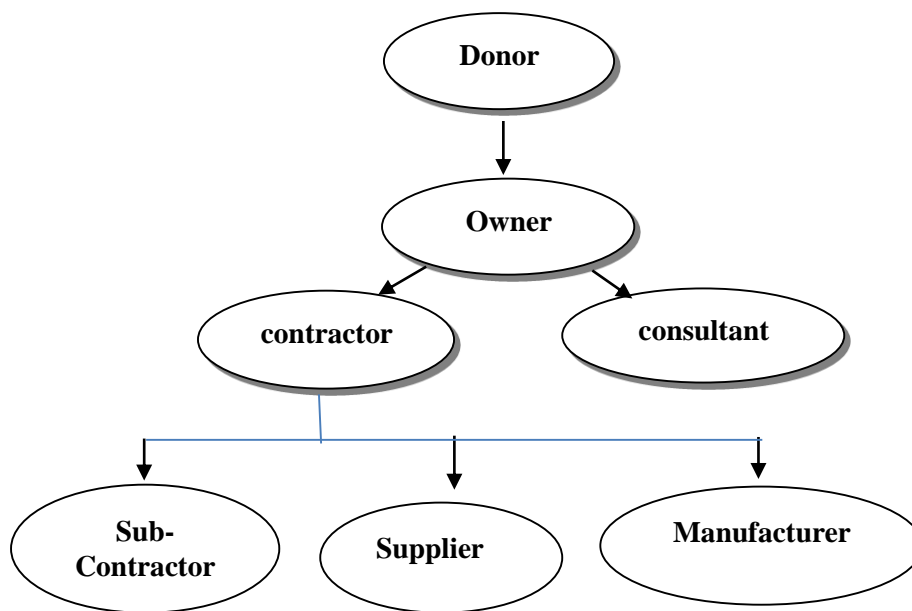 Donor
Owner
contractor
consultant
Sub-
Contractor
Supplier
Manufacturer